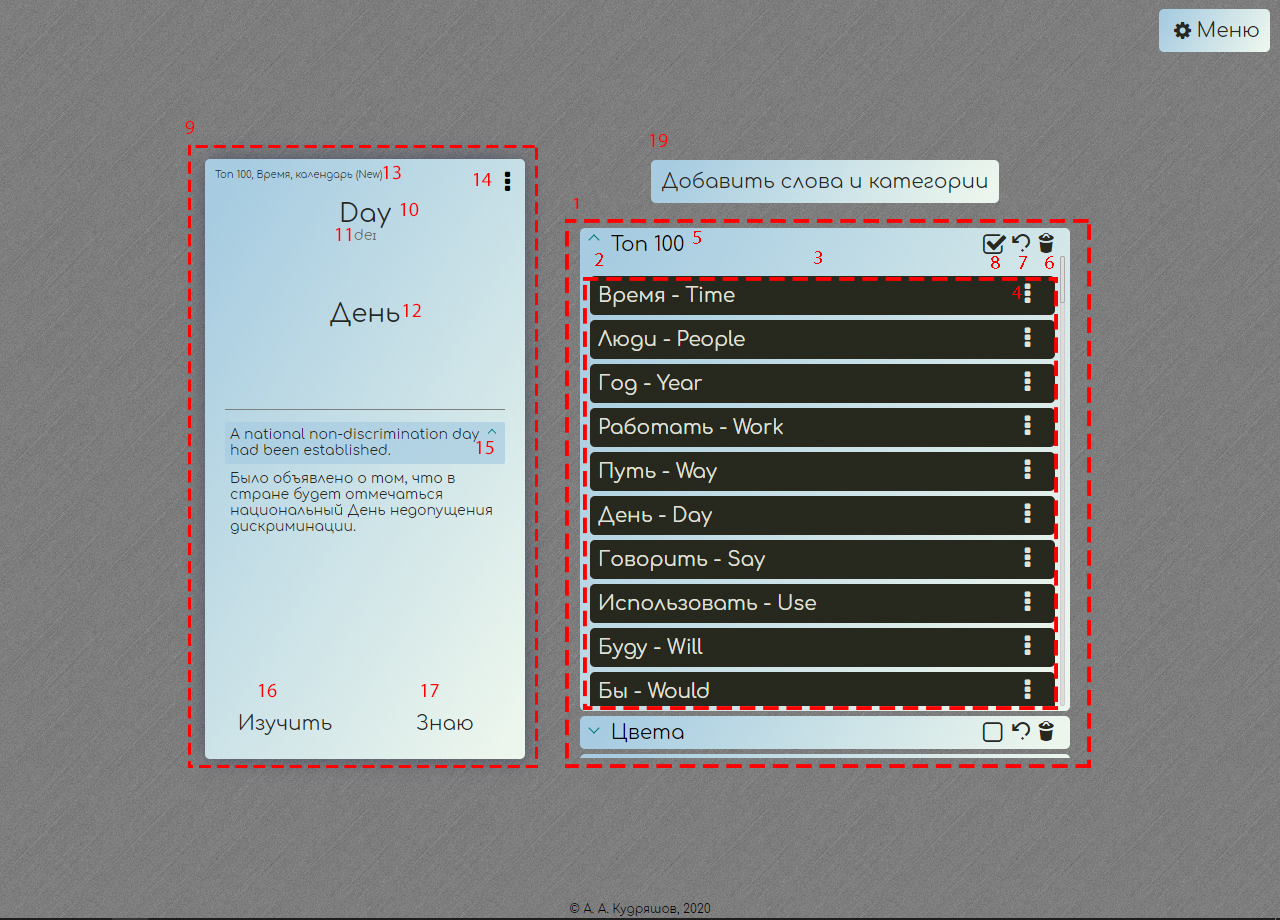 Меню
9
Топ 100, Время, календарь (New)13
14
Day 10
11 deɪ
День12
A national non-discrimination day
had been established.
15
Было объявлено о том, что в
стране будет отмечаться
национальный День недопущения
дискриминации.
16
17
Изучить
Знаю
19
Добавить слова и категории
1
Топ 100 5
2
3
8 7 6
Время - Time
4
Люди - People
Год - Year
Работать - Work
Путь - Way
День - Day
Говорить - Say
Использовать - Use
Буду - Will
Бы - Would
Цвета
© А. А. Кудряшов, 2020